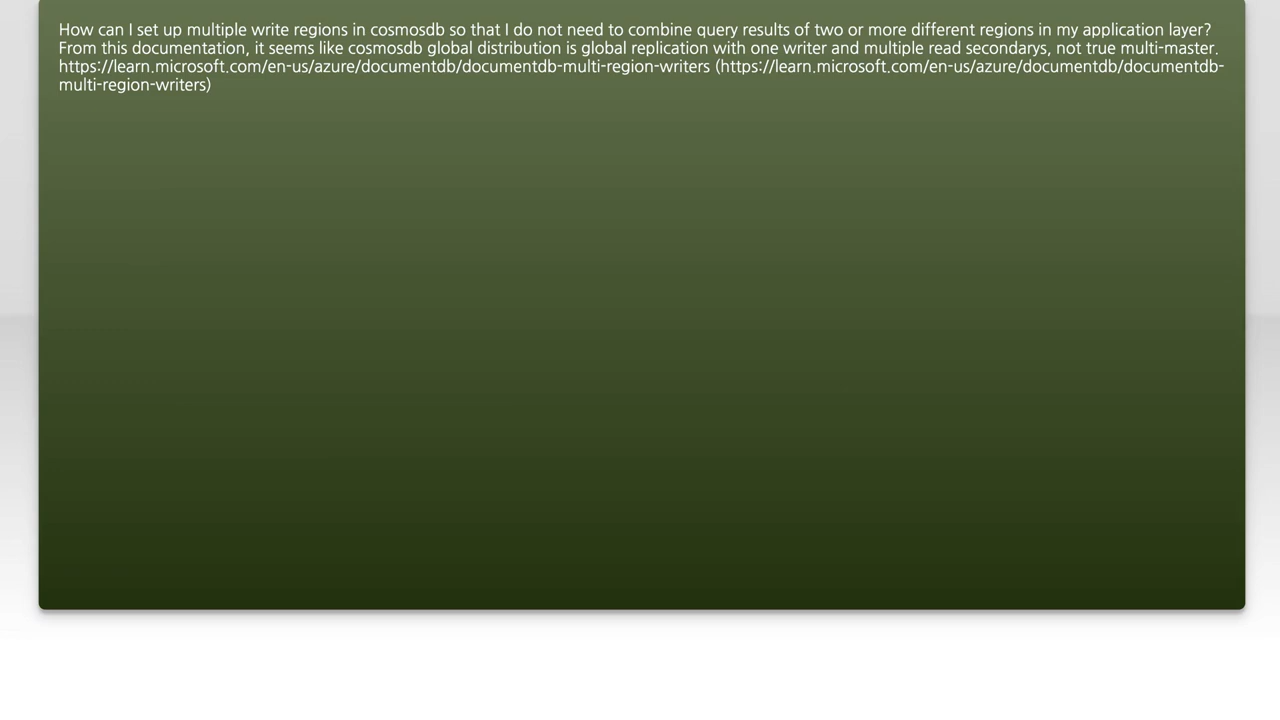 How can I set up multiple write regions in cosmosdb so that I do not need to combine query results of two or more different regions in my application layer?
From this documentation, it seems like cosmosdb global distribution is global replication with one writer and multiple read secondarys, not true multi-master.
https://learn.microsoft.com/en-us/azure/documentdb/documentdb-multi-region-writers (https://learn.microsoft.com/en-us/azure/documentdb/documentdb-
multi-region-writers)